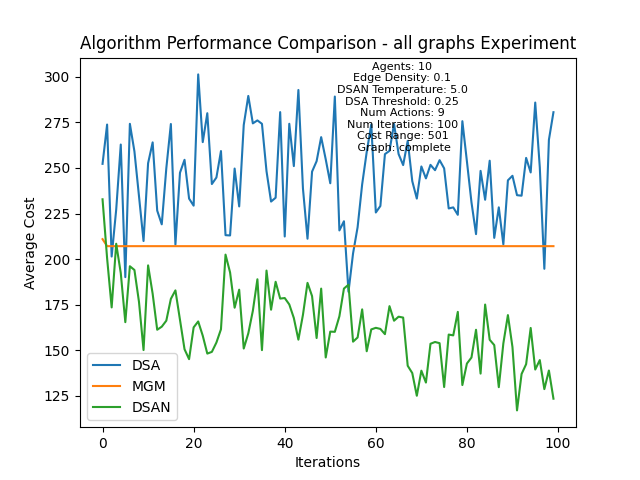 Algorithm Performance Comparison - all graphs Experiment
Agents: 10
Edge Density: 0.1
DSAN Temperature: 5.0
DSA Threshold: 0.25
Num Actions: 9
Num Iterations: 100
Cost Range: 501
Graph: complete
300
275
250
225
200
175
150
125
Average Cost
DSA
MGM
DSAN
0
20
40
60
80
100
Iterations